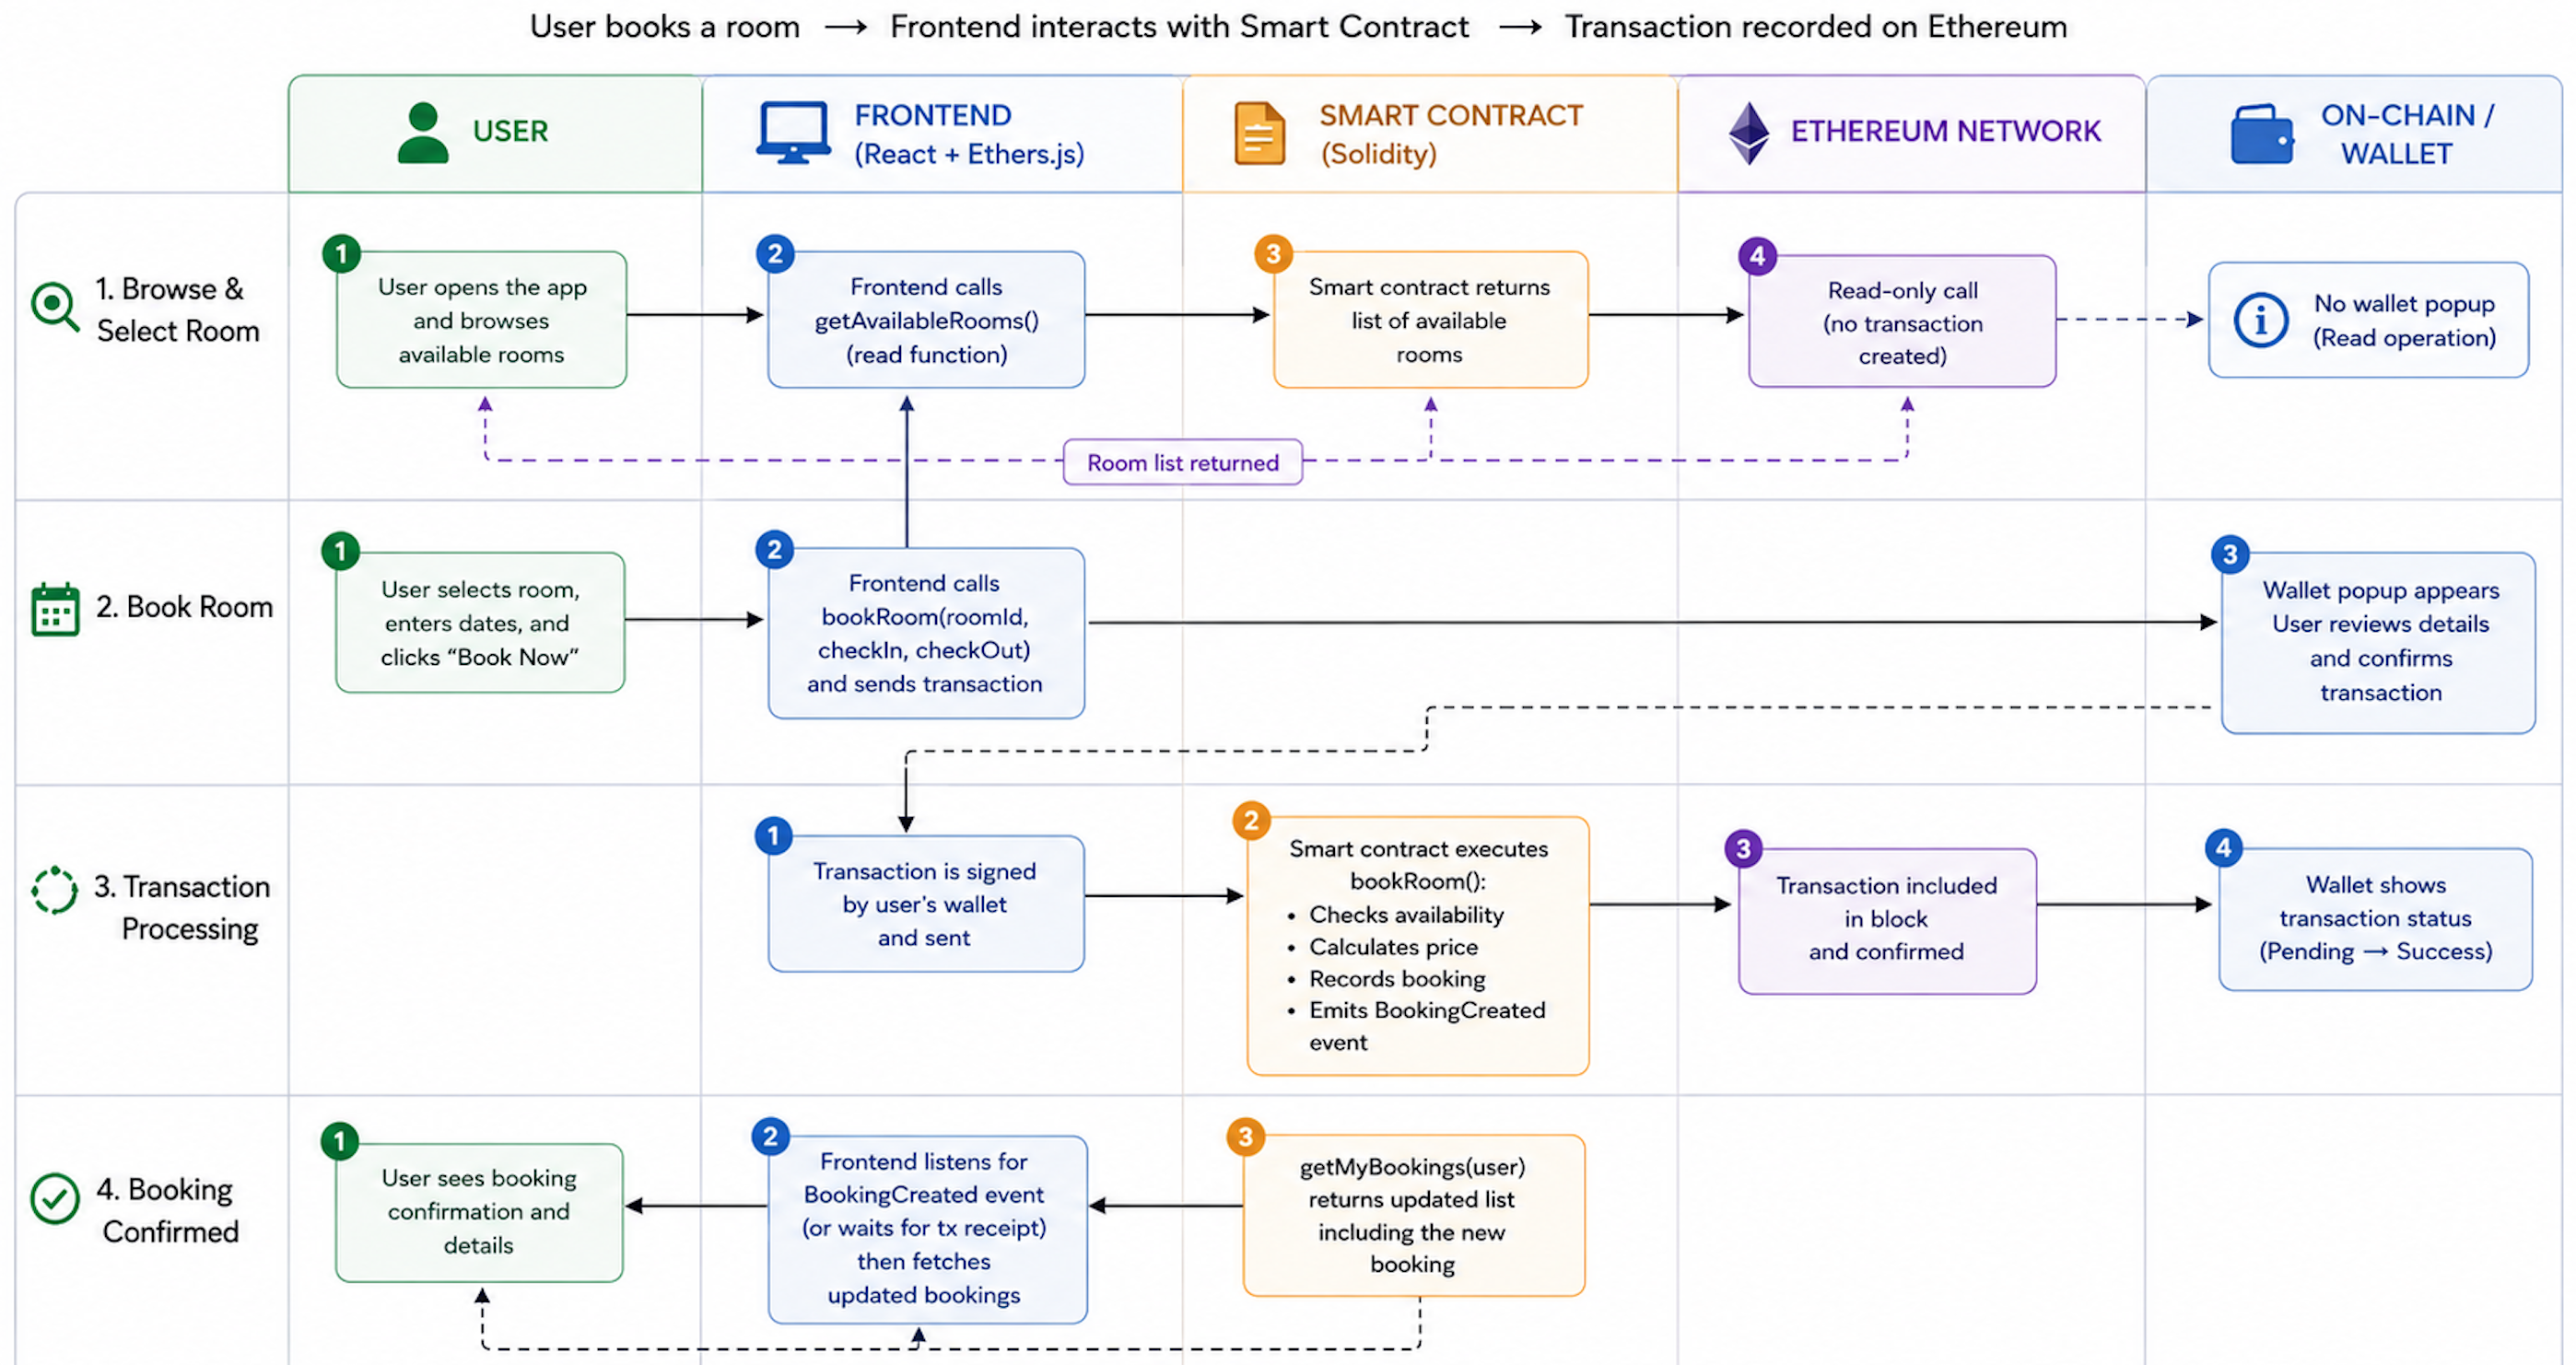 User books a room → Frontend interacts with Smart Contract → Transaction recorded on Ethereum
USER
FRONTEND
(React + Ethers.js)
SMART CONTRACT
(Solidity)
ETHEREUM NETWORK
ON-CHAIN /
WALLET
1. Browse &
Select Room
1
User opens the app
and browses
available rooms
2
Frontend calls
getAvailableRooms()
(read function)
3
Smart contract returns
list of available
rooms
4
Read-only call
(no transaction
created)
i
No wallet popup
(Read operation)
Room list returned
2. Book Room
1
User selects room,
enters dates, and
clicks “Book Now”
2
Frontend calls
bookRoom(roomId,
checkIn, checkOut)
and sends transaction
3
Wallet popup appears
User reviews details
and confirms
transaction
3. Transaction
Processing
1
Transaction is signed
by user's wallet
and sent
2
Smart contract executes
bookRoom():
• Checks availability
• Calculates price
• Records booking
• Emits BookingCreated
event
3
Transaction included
in block
and confirmed
4
Wallet shows
transaction status
(Pending → Success)
4. Booking
Confirmed
1
User sees booking
confirmation and
details
2
Frontend listens for
BookingCreated event
(or waits for tx receipt)
then fetches
updated bookings
3
getMyBookings(user)
returns updated list
including the new
booking